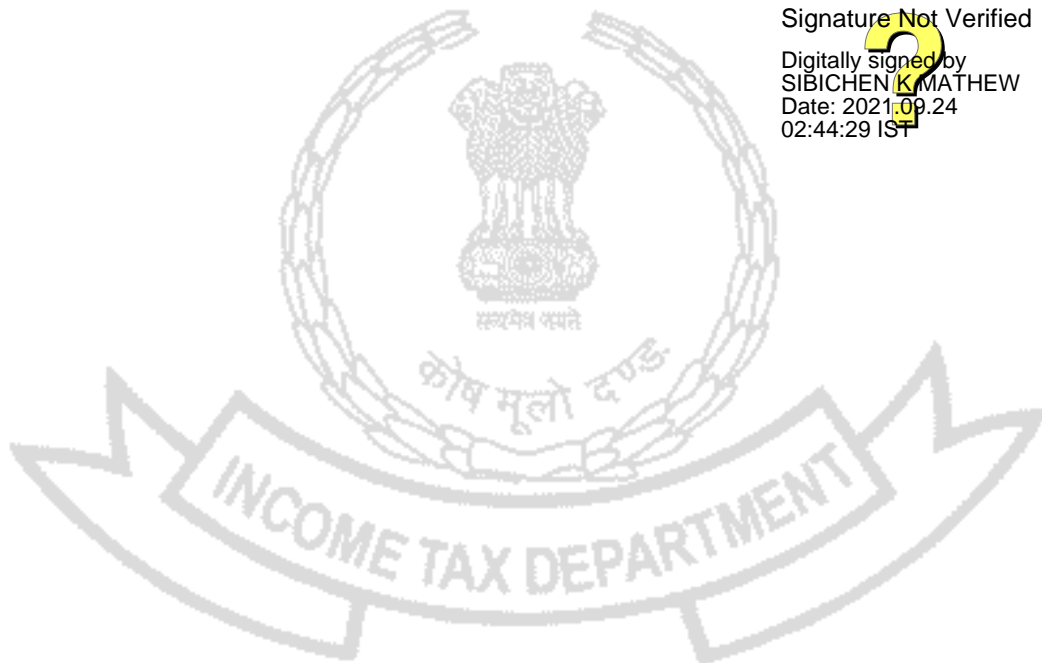 Signature Not Verified
Digitally signed by
SIBICHEN K MATHEW
Date: 2021.09.24
02:44:29 IST
सत्यमेव जयते
कोष मूलो दण्डः
INCOME TAX DEPARTMENT